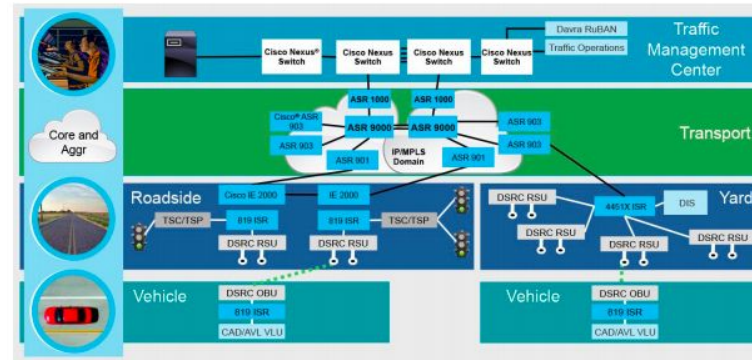 Traffic
Management
Center
Davra RuBAN
Traffic Operations
Cisco Nexus®
Switch
Cisco Nexus
Switch
Cisco Nexus
Switch
Cisco Nexus
Switch
ASR 1000
ASR 1000
Cisco® ASR
903
ASR 9000
ASR 9000
ASR 903
ASR 903
ASR 903
ASR 901
IP/MPLS
Domain
ASR 901
Core and
Aggr
Transport
Roadside
Cisco IE 2000
IE 2000
TSC/TSP
819 ISR
819 ISR
TSC/TSP
DSRC RSU
DSRC RSU
Yard
DSRC RSU
4451X ISR
DIS
DSRC RSU
DSRC RSU
DSRC RSU
Vehicle
DSRC OBU
819 ISR
CAD/AVL VLU
Vehicle
DSRC OBU
819 ISR
CAD/AVL VLU